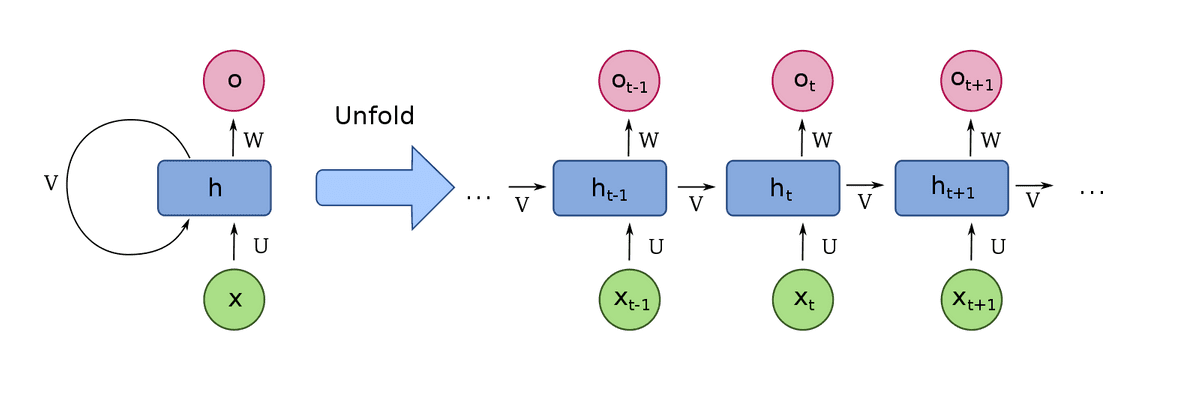 o
W
V
h
U
x
Unfold
...
V
o_{t-1}
W
h_{t-1}
U
x_{t-1}
V
o_t
W
h_t
U
x_t
V
o_{t+1}
W
h_{t+1}
U
x_{t+1}
V
...